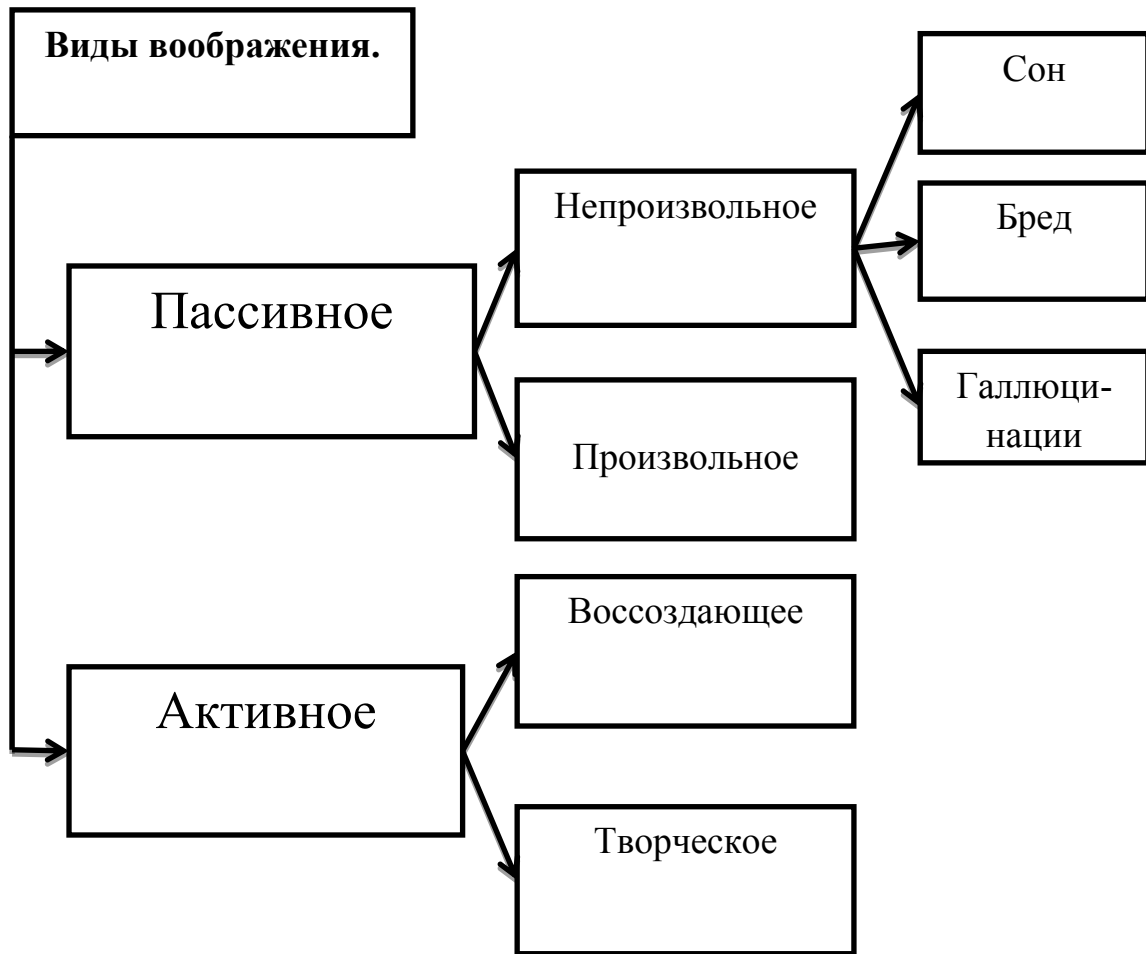 Виды воображения.
Сон
Непроизвольное
Бред
Пассивное
Галлюци-
нации
Произвольное
Воссоздающее
Активное
Творческое